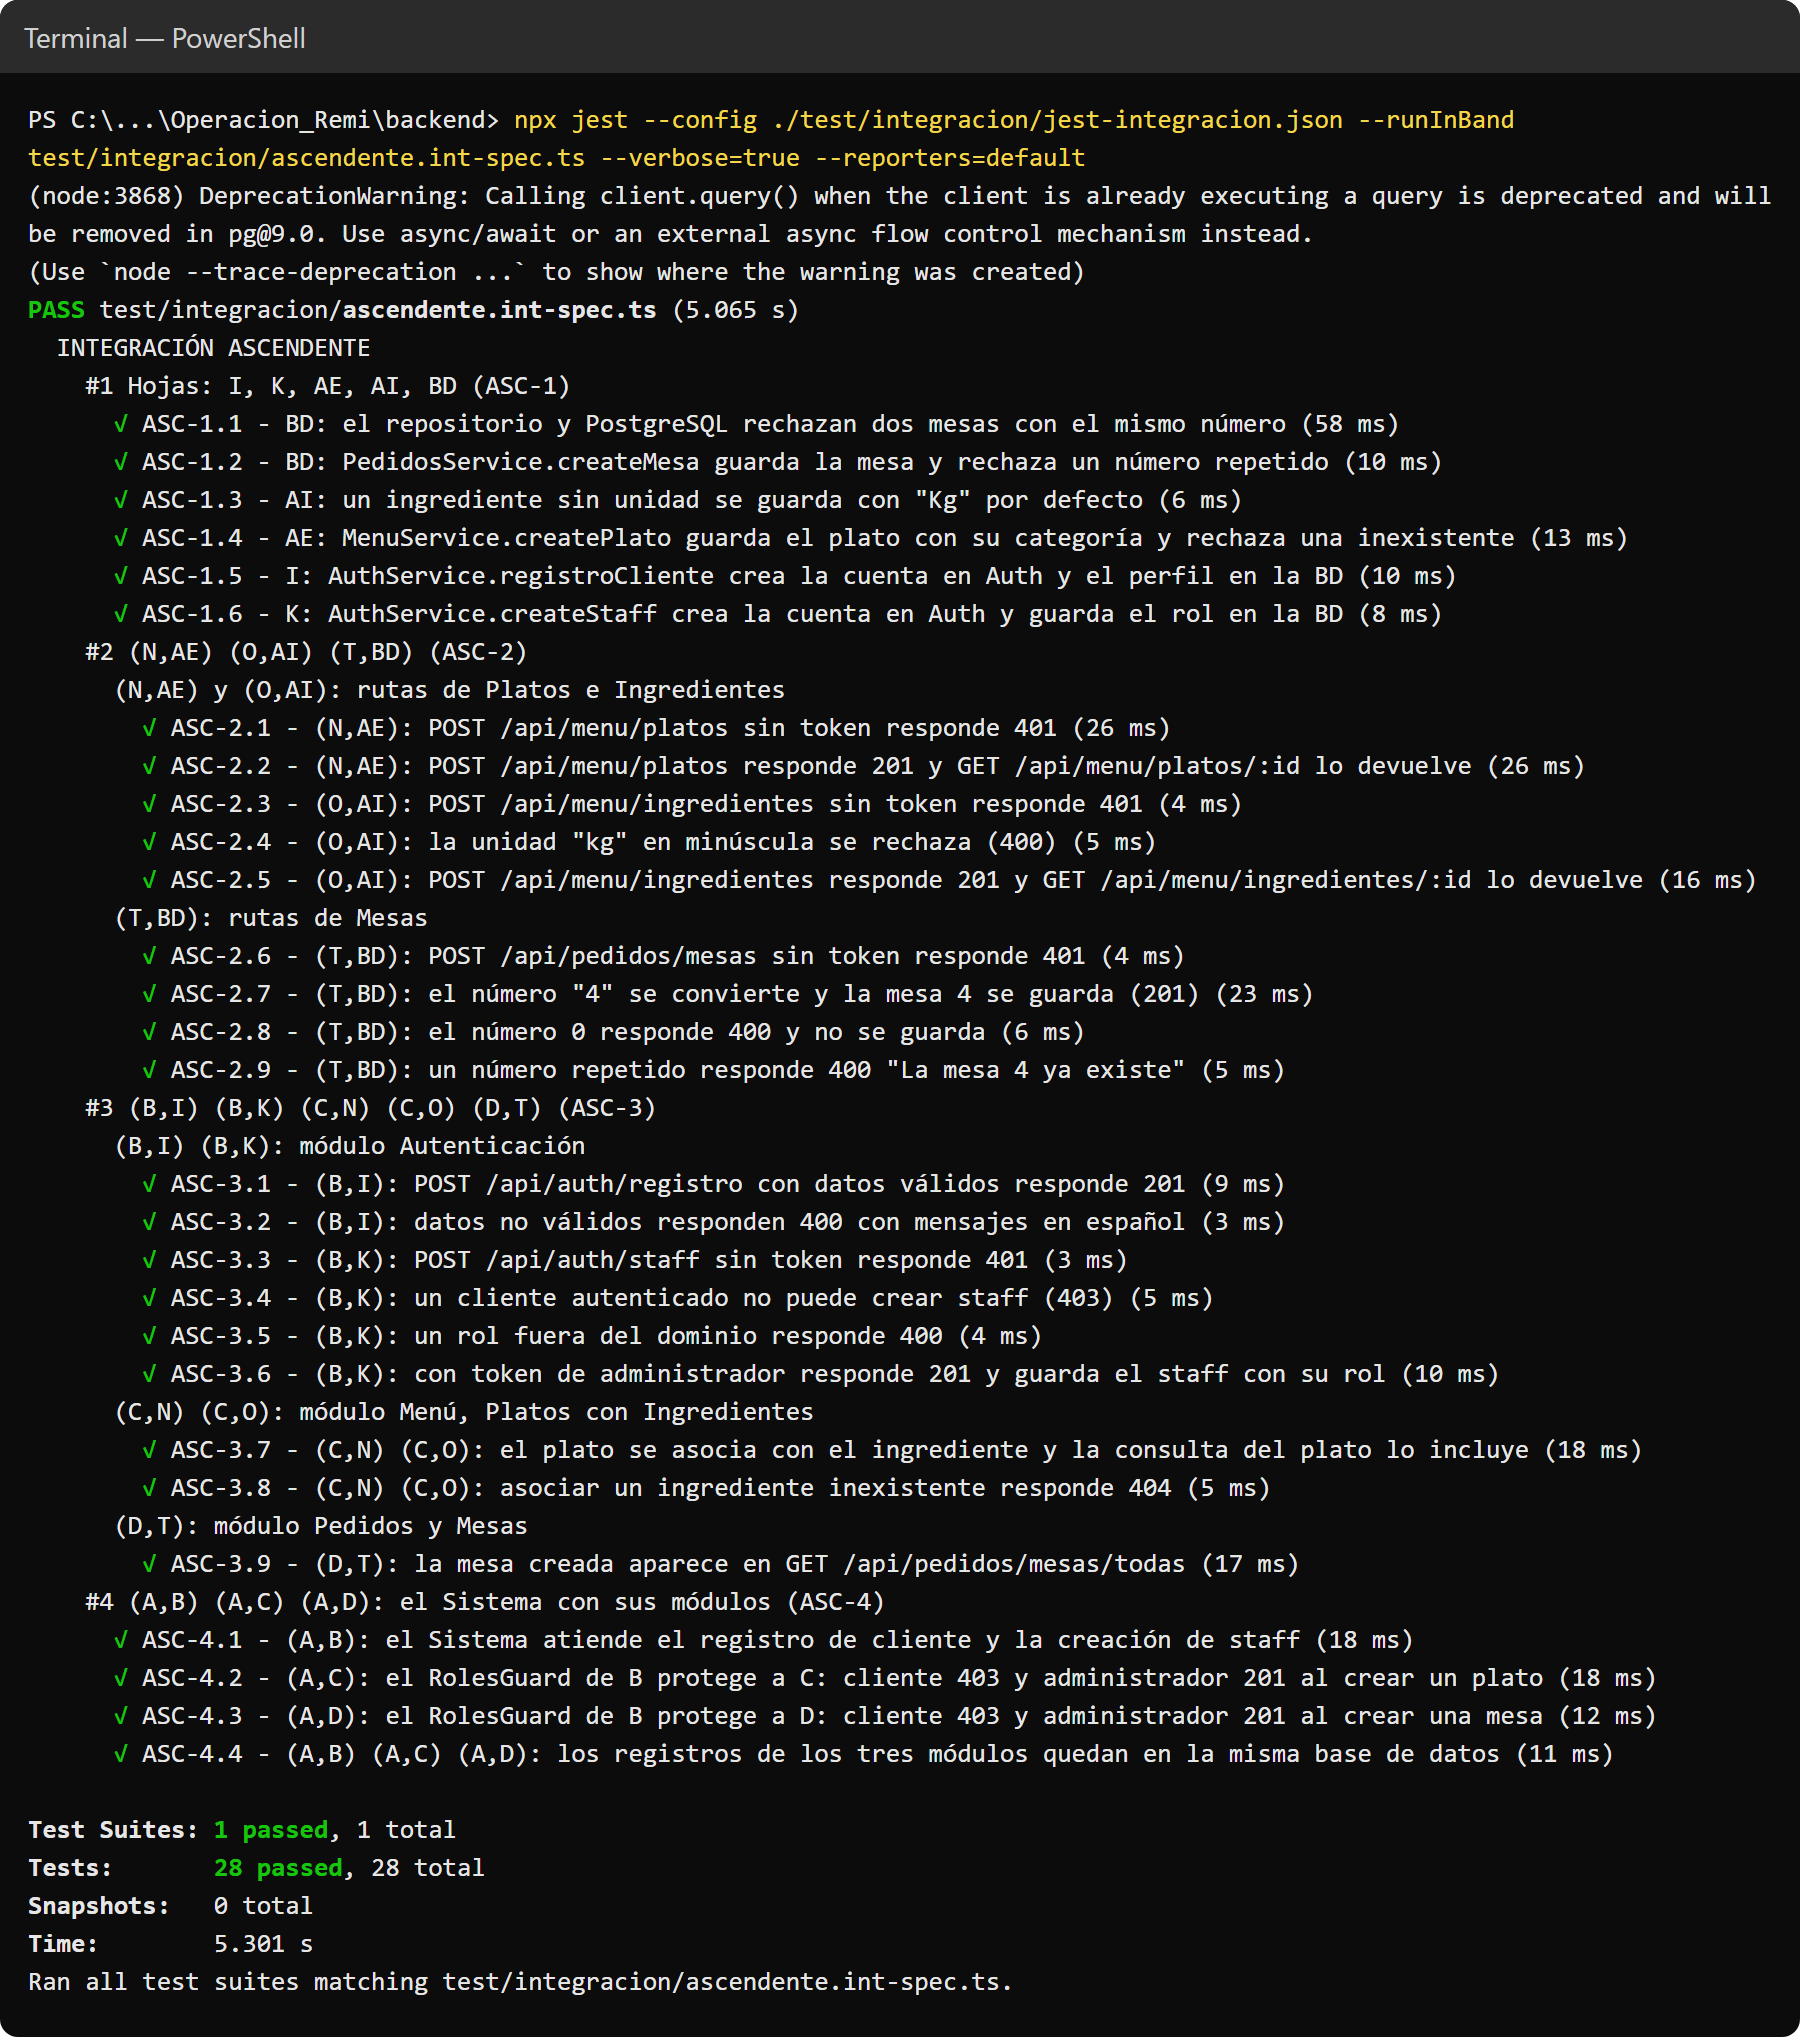 Terminal — PowerShell
PS C:\...\Operacion_Remi\backend> npx jest --config ./test/integracion/jest-integracion.json --runInBand
test/integracion/ascendente.int-spec.ts --verbose=true --reporters=default
(node:3868) DeprecationWarning: Calling client.query() when the client is already executing a query is deprecated and will
be removed in pg@9.0. Use async/await or an external async flow control mechanism instead.
(Use `node --trace-deprecation ...` to show where the warning was created)
PASS test/integracion/ascendente.int-spec.ts (5.065 s)
INTEGRACIÓN ASCENDENTE
#1 Hojas: I, K, AE, AI, BD (ASC-1)
√ ASC-1.1 - BD: el repositorio y PostgreSQL rechazan dos mesas con el mismo número (58 ms)
√ ASC-1.2 - BD: PedidosService.createMesa guarda la mesa y rechaza un número repetido (10 ms)
√ ASC-1.3 - AI: un ingrediente sin unidad se guarda con "Kg" por defecto (6 ms)
√ ASC-1.4 - AE: MenuService.createPlato guarda el plato con su categoría y rechaza una inexistente (13 ms)
√ ASC-1.5 - I: AuthService.registroCliente crea la cuenta en Auth y el perfil en la BD (10 ms)
√ ASC-1.6 - K: AuthService.createStaff crea la cuenta en Auth y guarda el rol en la BD (8 ms)
#2 (N,AE) (O,AI) (T,BD) (ASC-2)
(N,AE) y (O,AI): rutas de Platos e Ingredientes
√ ASC-2.1 - (N,AE): POST /api/menu/platos sin token responde 401 (26 ms)
√ ASC-2.2 - (N,AE): POST /api/menu/platos responde 201 y GET /api/menu/platos/:id lo devuelve (26 ms)
√ ASC-2.3 - (O,AI): POST /api/menu/ingredientes sin token responde 401 (4 ms)
√ ASC-2.4 - (O,AI): la unidad "kg" en minúscula se rechaza (400) (5 ms)
√ ASC-2.5 - (O,AI): POST /api/menu/ingredientes responde 201 y GET /api/menu/ingredientes/:id lo devuelve (16 ms)
(T,BD): rutas de Mesas
√ ASC-2.6 - (T,BD): POST /api/pedidos/mesas sin token responde 401 (4 ms)
√ ASC-2.7 - (T,BD): el número "4" se convierte y la mesa 4 se guarda (201) (23 ms)
√ ASC-2.8 - (T,BD): el número 0 responde 400 y no se guarda (6 ms)
√ ASC-2.9 - (T,BD): un número repetido responde 400 "La mesa 4 ya existe" (5 ms)
#3 (B,I) (B,K) (C,N) (C,O) (D,T) (ASC-3)
(B,I) (B,K): módulo Autenticación
√ ASC-3.1 - (B,I): POST /api/auth/registro con datos válidos responde 201 (9 ms)
√ ASC-3.2 - (B,I): datos no válidos responden 400 con mensajes en español (3 ms)
√ ASC-3.3 - (B,K): POST /api/auth/staff sin token responde 401 (3 ms)
√ ASC-3.4 - (B,K): un cliente autenticado no puede crear staff (403) (5 ms)
√ ASC-3.5 - (B,K): un rol fuera del dominio responde 400 (4 ms)
√ ASC-3.6 - (B,K): con token de administrador responde 201 y guarda el staff con su rol (10 ms)
(C,N) (C,O): módulo Menú, Platos con Ingredientes
√ ASC-3.7 - (C,N) (C,O): el plato se asocia con el ingrediente y la consulta del plato lo incluye (18 ms)
√ ASC-3.8 - (C,N) (C,O): asociar un ingrediente inexistente responde 404 (5 ms)
(D,T): módulo Pedidos y Mesas
√ ASC-3.9 - (D,T): la mesa creada aparece en GET /api/pedidos/mesas/todas (17 ms)
#4 (A,B) (A,C) (A,D): el Sistema con sus módulos (ASC-4)
√ ASC-4.1 - (A,B): el Sistema atiende el registro de cliente y la creación de staff (18 ms)
√ ASC-4.2 - (A,C): el RolesGuard de B protege a C: cliente 403 y administrador 201 al crear un plato (18 ms)
√ ASC-4.3 - (A,D): el RolesGuard de B protege a D: cliente 403 y administrador 201 al crear una mesa (12 ms)
√ ASC-4.4 - (A,B) (A,C) (A,D): los registros de los tres módulos quedan en la misma base de datos (11 ms)
Test Suites: 1 passed, 1 total
Tests: 28 passed, 28 total
Snapshots: 0 total
Time: 5.301 s
Ran all test suites matching test/integracion/ascendente.int-spec.ts.